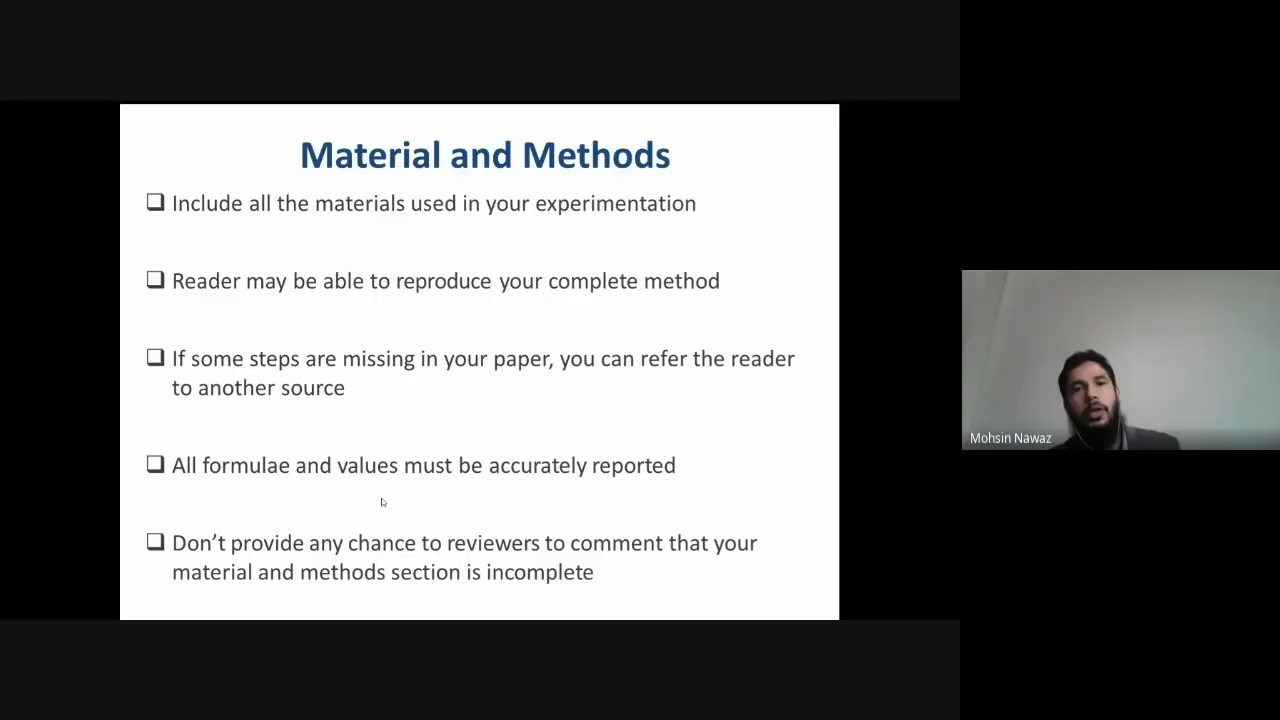 Material and Methods
Include all the materials used in your experimentation
Reader may be able to reproduce your complete method
If some steps are missing in your paper, you can refer the reader
to another source
All formulae and values must be accurately reported
Don’t provide any chance to reviewers to comment that your
material and methods section is incomplete
Mohsin Nawaz